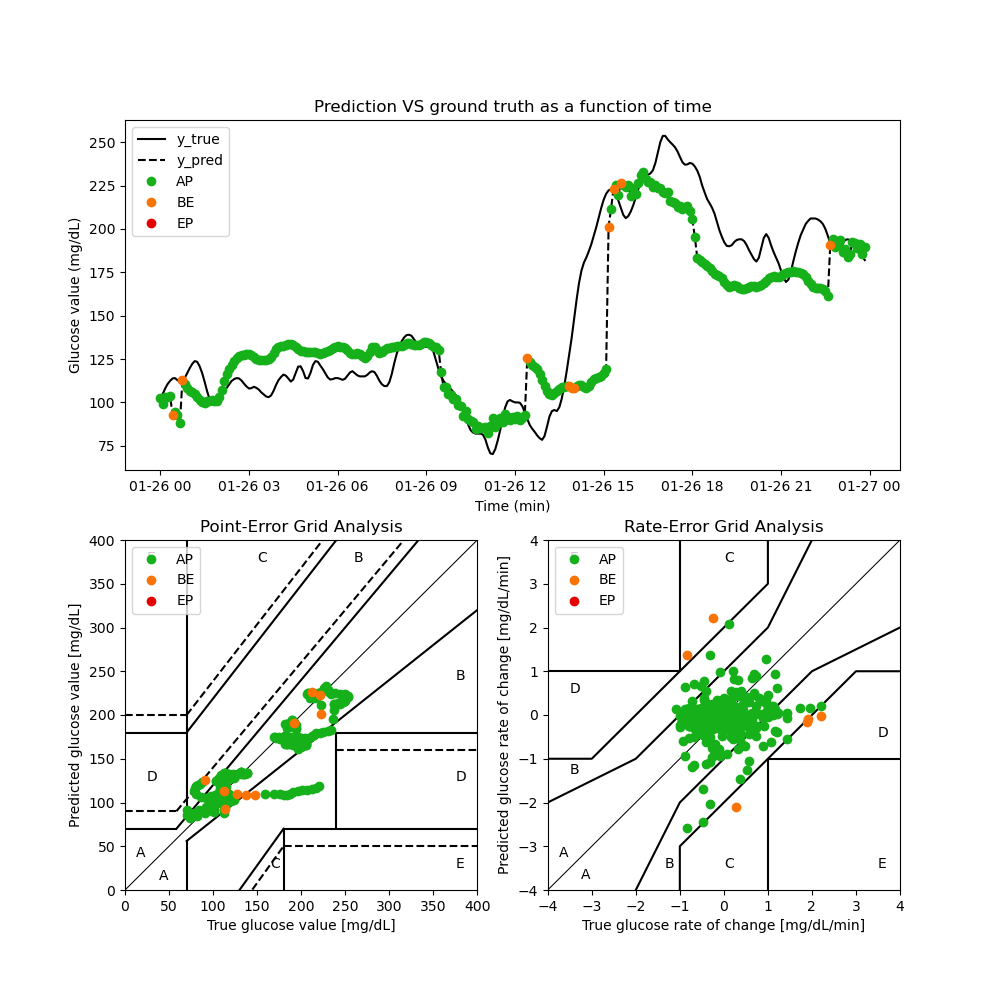 Prediction VS ground truth as a function of time
Glucose value (mg/dL)
250
225
200
175
150
125
100
75
y_true
y_pred
AP
BE
EP
01-26 00 01-26 03 01-26 06 01-26 09 01-26 12 01-26 15 01-26 18 01-26 21 01-27 00
Time (min)
Point-Error Grid Analysis
Predicted glucose value [mg/dL]
400
350
300
250
200
150
100
50
0
AP
BE
EP
C
B
B
D
D
A
A
C
E
0 50 100 150 200 250 300 350 400
True glucose value [mg/dL]
Rate-Error Grid Analysis
Predicted glucose rate of change [mg/dL/min]
4
3
2
1
0
−1
−2
−3
−4
AP
BE
EP
C
D
D
B
A
A
B
C
E
−4 −3 −2 −1 0 1 2 3 4
True glucose rate of change [mg/dL/min]